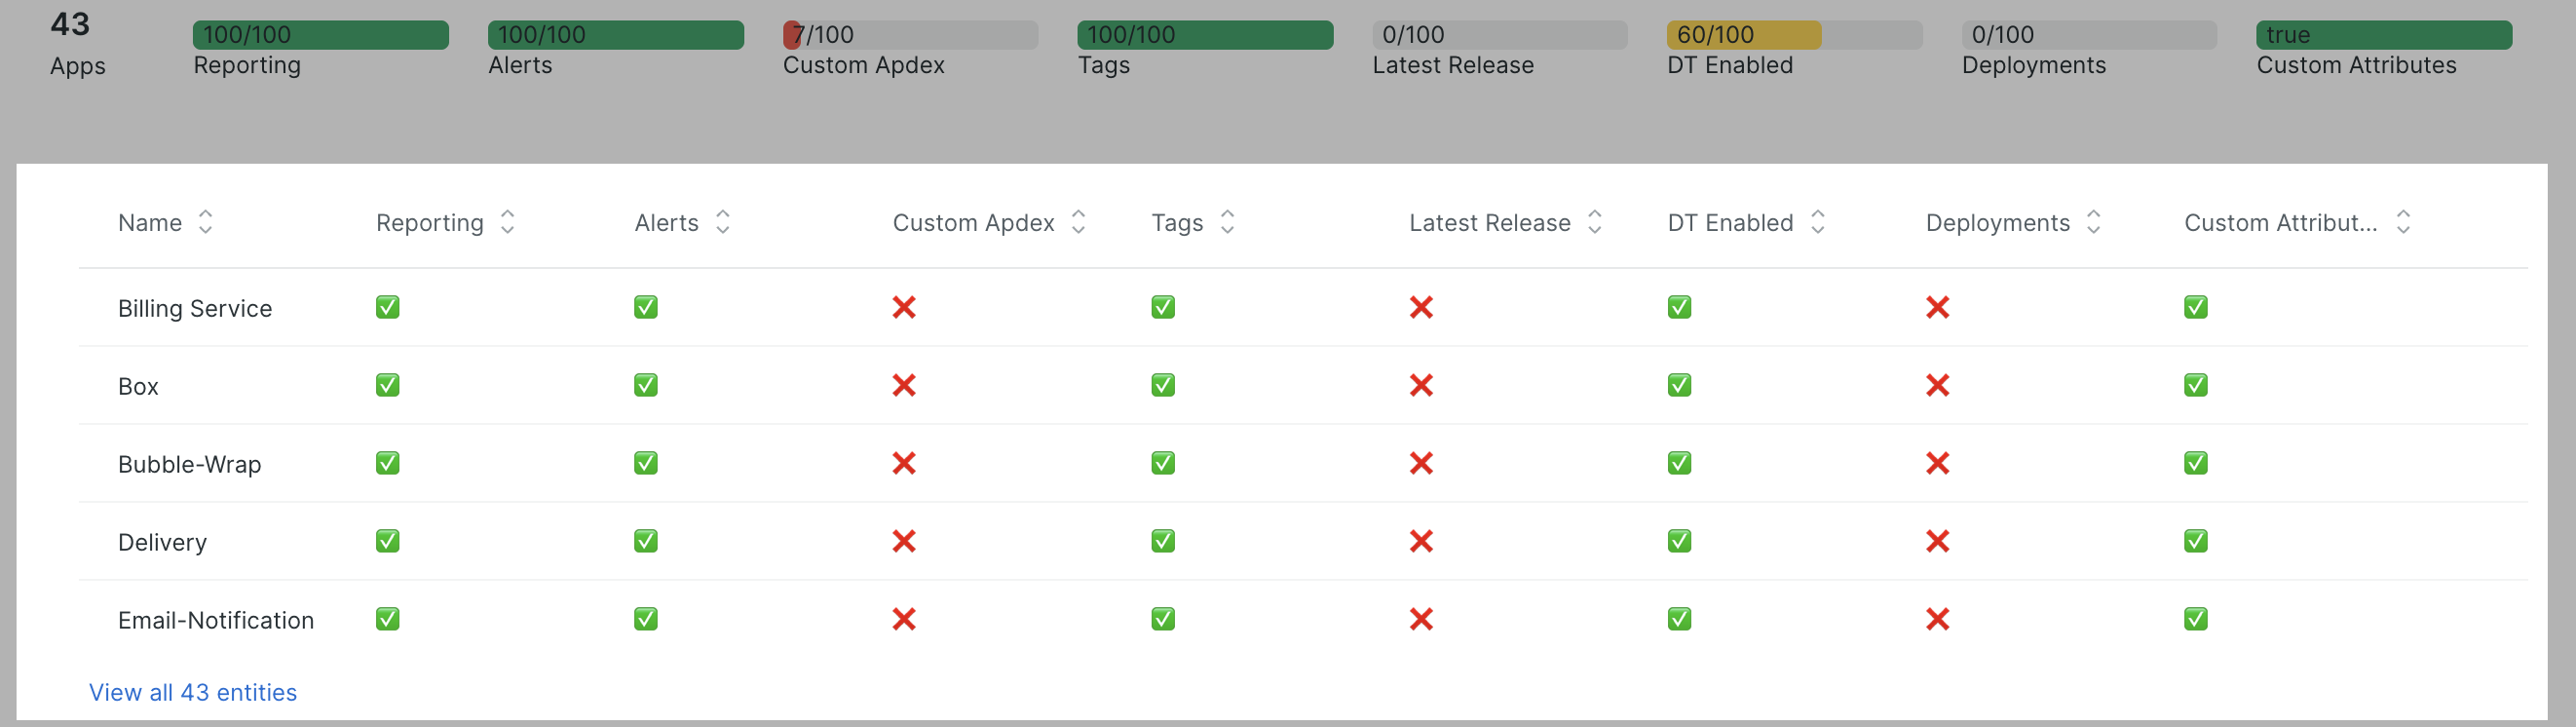 43 100/100 100/100 7/100 100/100 0/100 60/100 0/100 true
Apps Reporting Alerts Custom Apdex Tags Latest Release DT Enabled Deployments Custom Attributes
Name Reporting Alerts Custom Apdex Tags Latest Release DT Enabled Deployments Custom Attribut...
Billing Service
Box
Bubble-Wrap
Delivery
Email-Notification
View all 43 entities